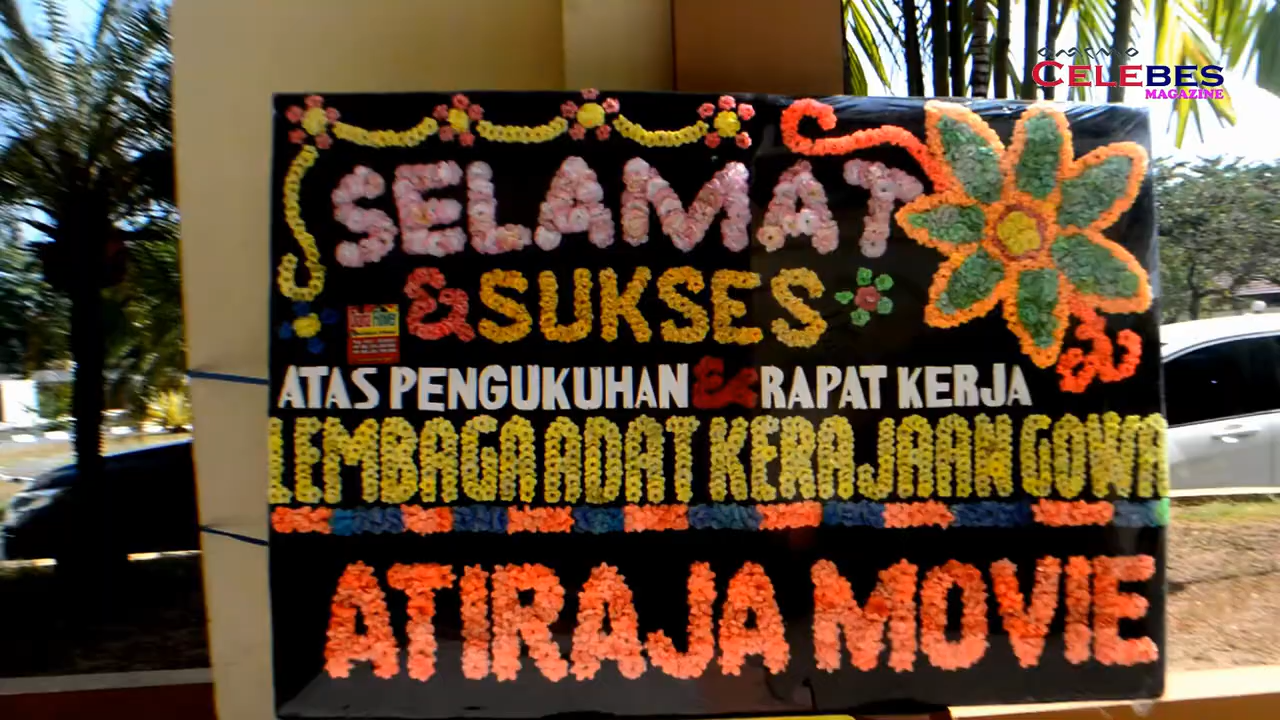 CELEBES
MAGAZINE
SELAMAT
& SUKSES
ATAS PENGUKUHAN & RAPAT KERJA
LEMBAGA ADAT KERAJAAN GOWA
ATIRAJA MOVIE